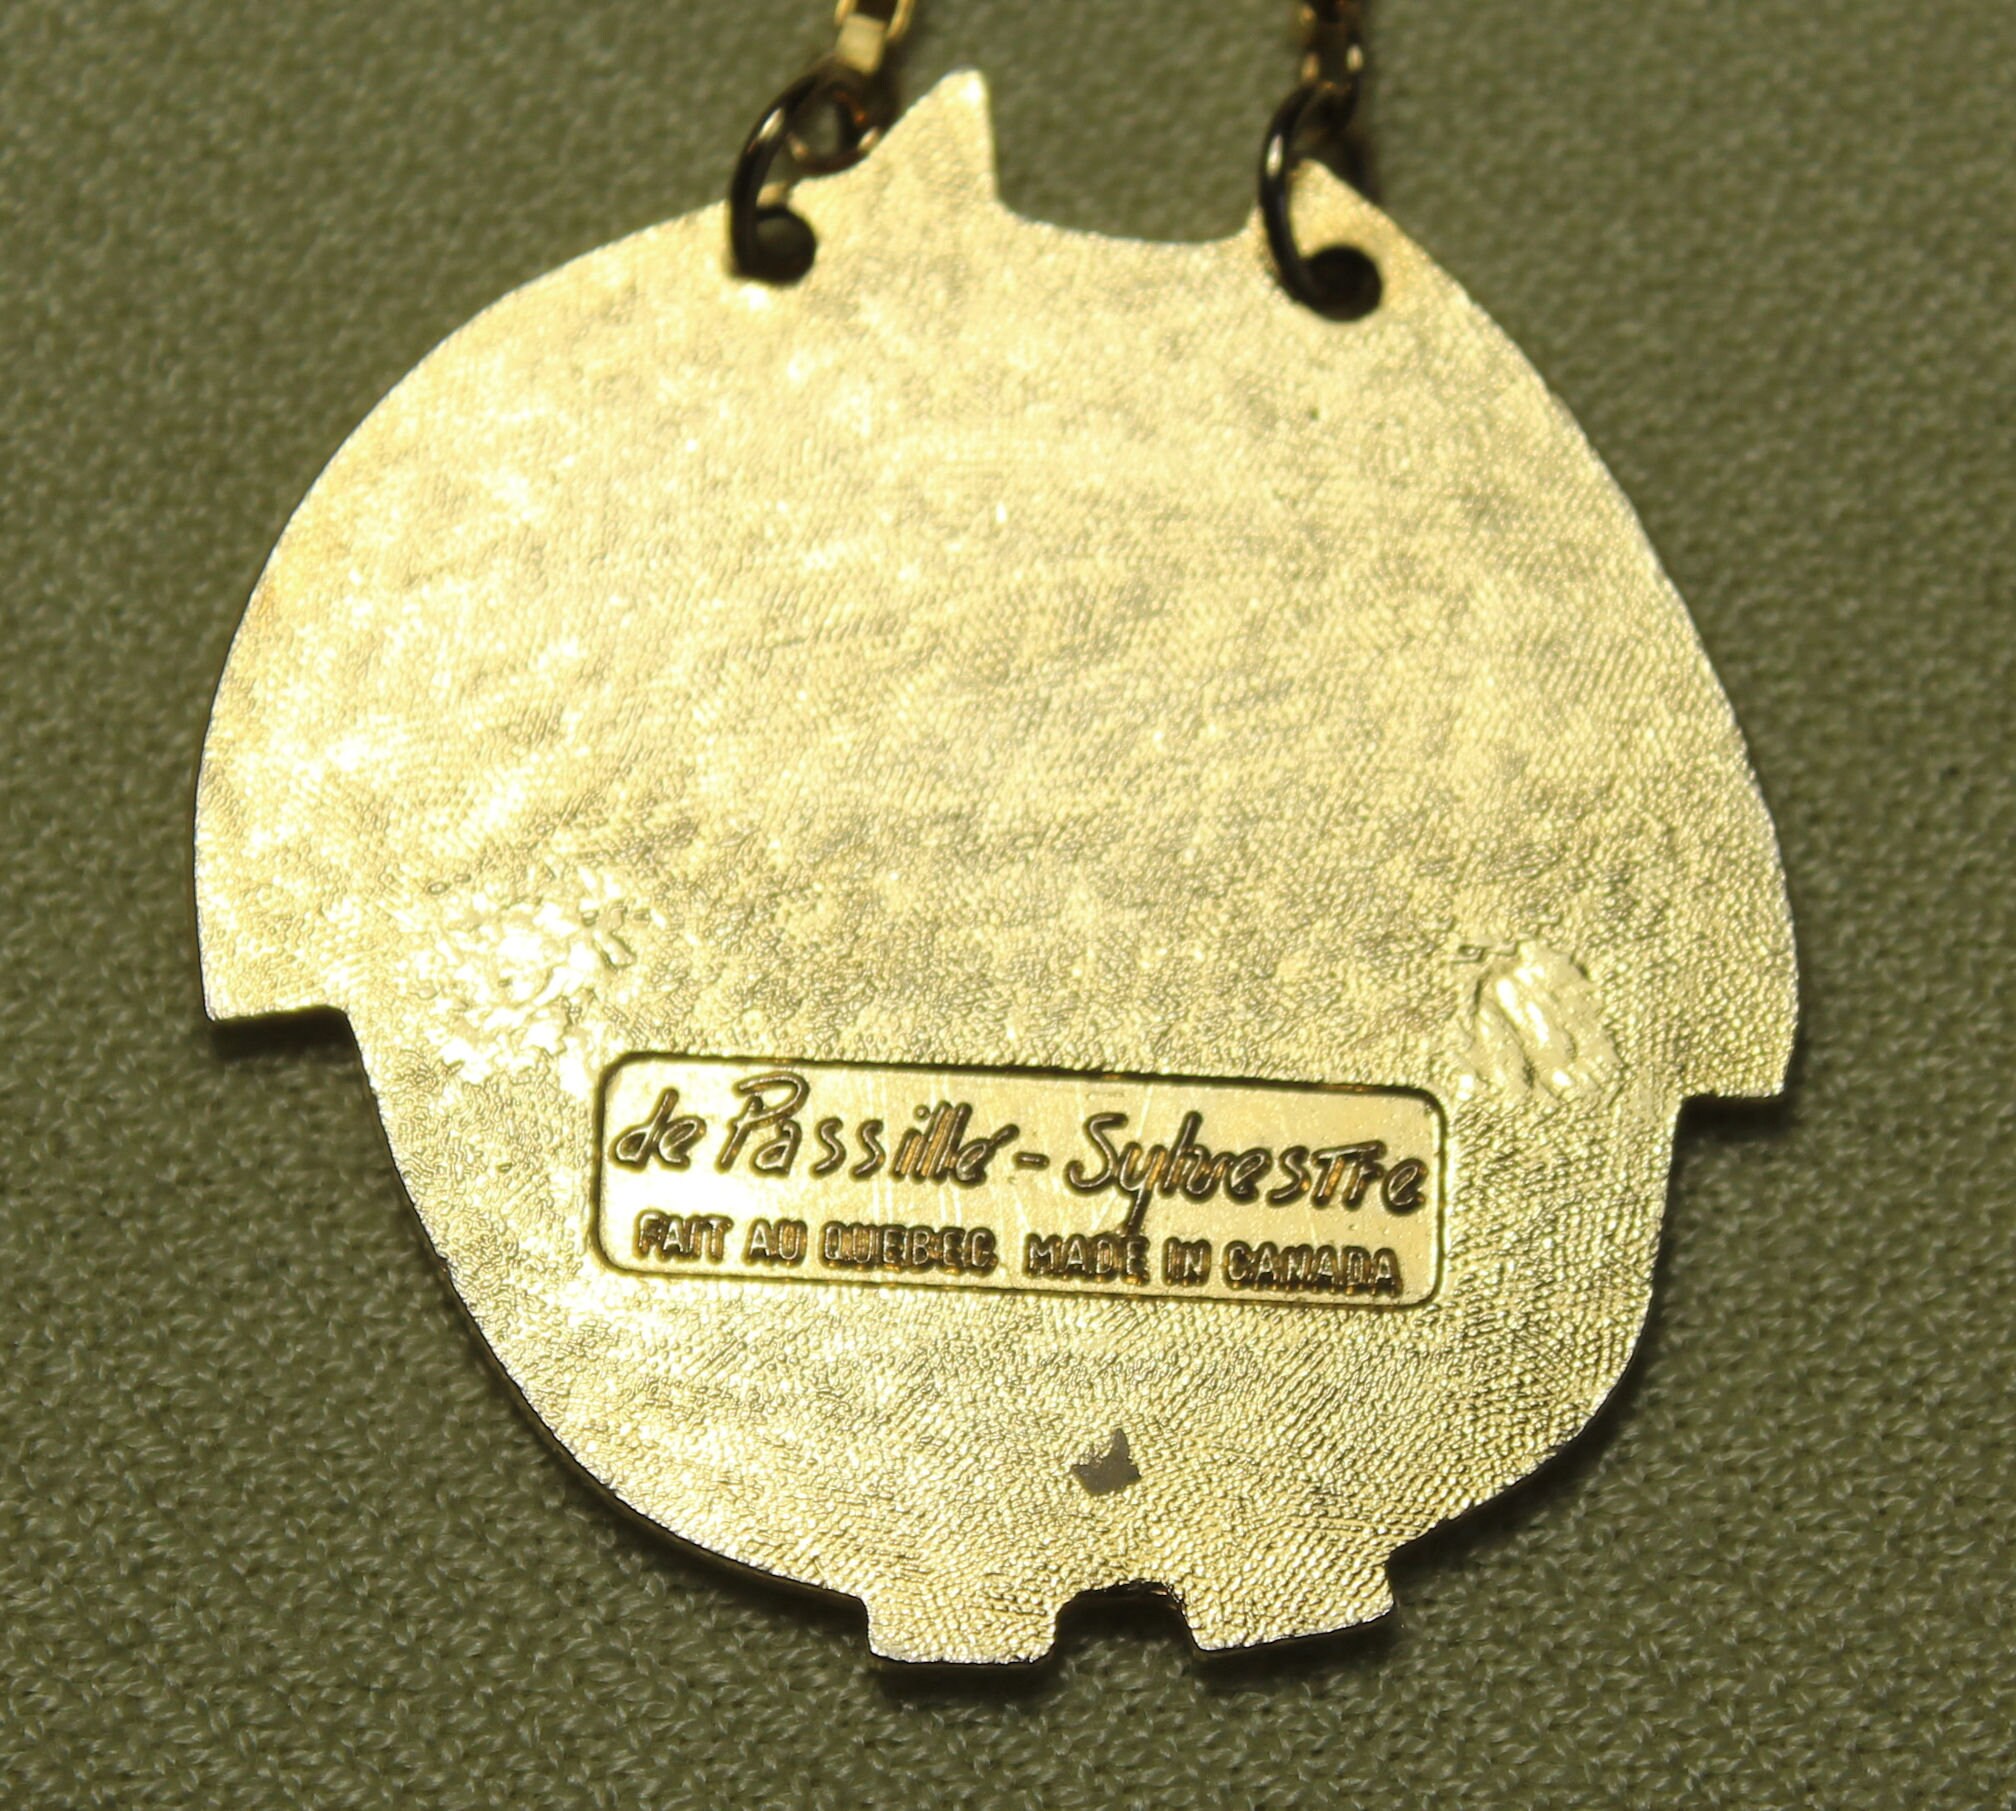 de Passillé-Sylvestre
FAIT AU QUEBEC MADE IN CANADA